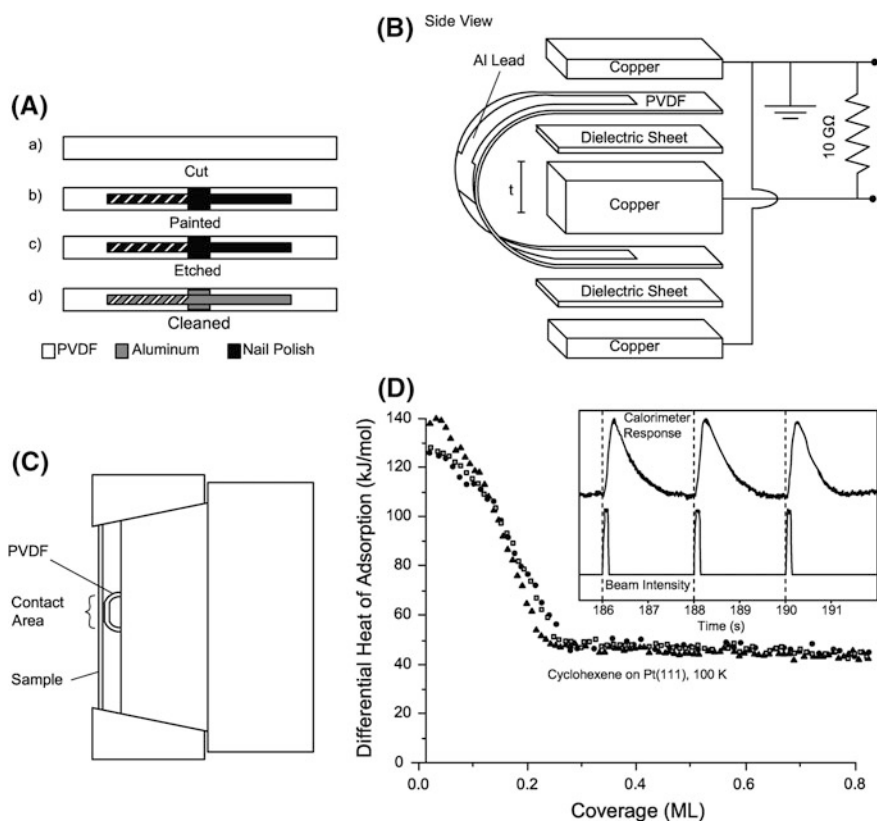 (A)
a)
Cut
b)
Painted
c)
Etched
d)
Cleaned
PVDF Aluminum Nail Polish
(B) Side View
Al Lead
Copper
PVDF
Dielectric Sheet
t
Copper
Dielectric Sheet
Copper
10 GΩ
(C)
PVDF
Contact
Area
Sample
(D)
Differential Heat of Adsorption (kJ/mol)
140
120
100
80
60
40
20
0
0.0 0.2 0.4 0.6 0.8
Coverage (ML)
Cyclohexene on Pt(111), 100 K
Calorimeter
Response
Beam Intensity
186 187 188 189 190 191
Time (s)